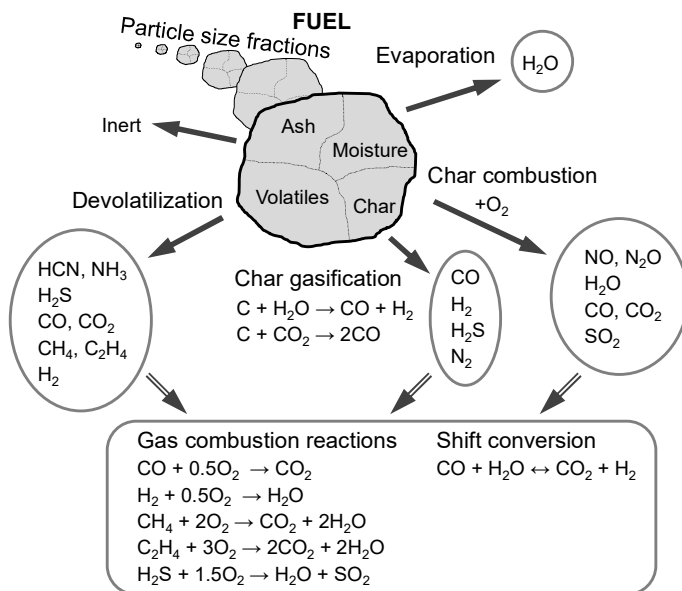 FUEL
Particle size fractions
Evaporation
H₂O
Inert
Ash
Moisture
Volatiles
Char
Devolatilization
Char combustion
+O₂
HCN, NH₃
H₂S
CO, CO₂
CH₄, C₂H₄
H₂
Char gasification
C + H₂O → CO + H₂
C + CO₂ → 2CO
CO
H₂
H₂S
N₂
NO, N₂O
H₂O
CO, CO₂
SO₂
Gas combustion reactions
CO + 0.5O₂ → CO₂
H₂ + 0.5O₂ → H₂O
CH₄ + 2O₂ → CO₂ + 2H₂O
C₂H₄ + 3O₂ → 2CO₂ + 2H₂O
H₂S + 1.5O₂ → H₂O + SO₂
Shift conversion
CO + H₂O ↔ CO₂ + H₂